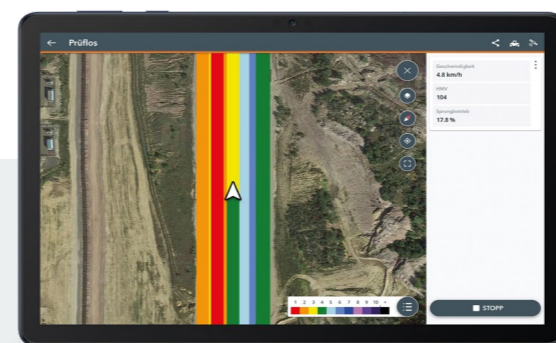 Prüflos
Geschwindigkeit
4.8 km/h
HMV
104
Sprungbetrieb
17.8 %
1 2 3 4 5 6 7 8 9 10 +
STOPP